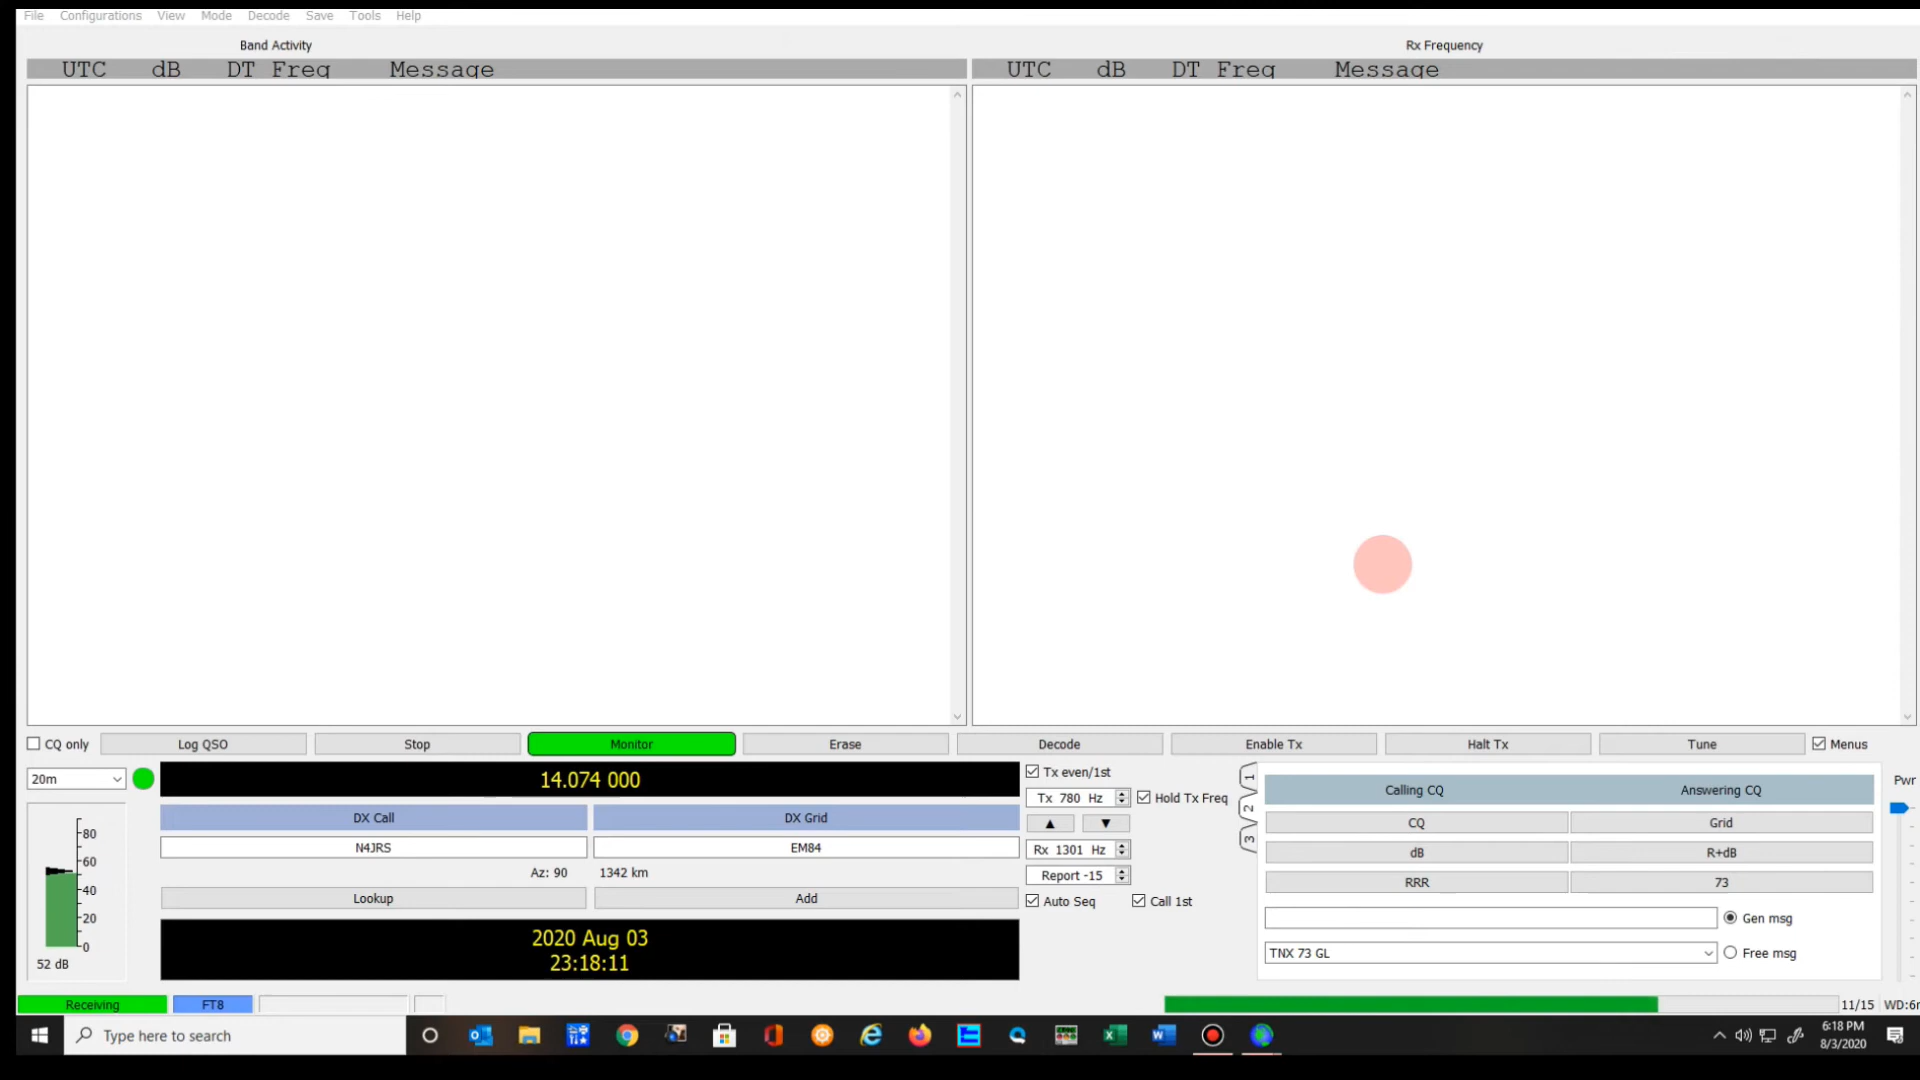 File Configurations View Mode Decode Save Tools Help
Band Activity
Rx Frequency
UTC dB DT Freq Message
UTC dB DT Freq Message
CQ only Log QSO Stop Monitor Erase Decode Enable Tx Halt Tx Tune Menus
20m
14.074 000
Tx even/1st
DX Call DX Grid
N4JRS EM84
Az: 90 1342 km
Lookup Add
2020 Aug 03
23:18:11
80
60
40
20
0
52 dB
Tx 780 Hz Hold Tx Freq
Rx 1301 Hz
Report -15
Auto Seq Call 1st
1
2
3
Calling CQ Answering CQ
CQ Grid
dB R+dB
RRR 73
Gen msg
TNX 73 GL Free msg
Pwr
Receiving FT8 11/15
Type here to search
6:18 PM
8/3/2020